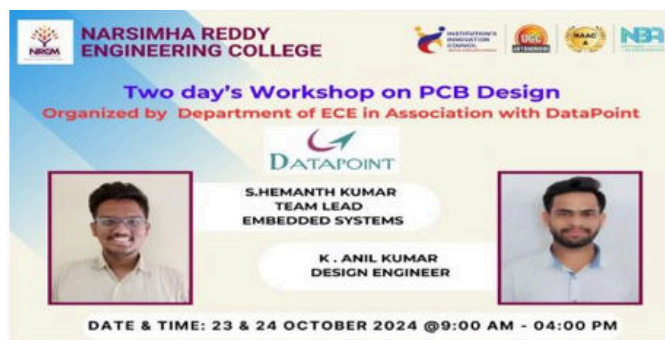 NRCM
NARSIMHA REDDY
ENGINEERING COLLEGE
INSTITUTION'S
INNOVATION
COUNCIL
UGC
AUTONOMOUS
NAAC
A
NBA
Two day's Workshop on PCB Design
Organized by Department of ECE in Association with DataPoint
DATAPOINT
S.HEMANTH KUMAR
TEAM LEAD
EMBEDDED SYSTEMS
K . ANIL KUMAR
DESIGN ENGINEER
DATE & TIME: 23 & 24 OCTOBER 2024 @9:00 AM - 04:00 PM